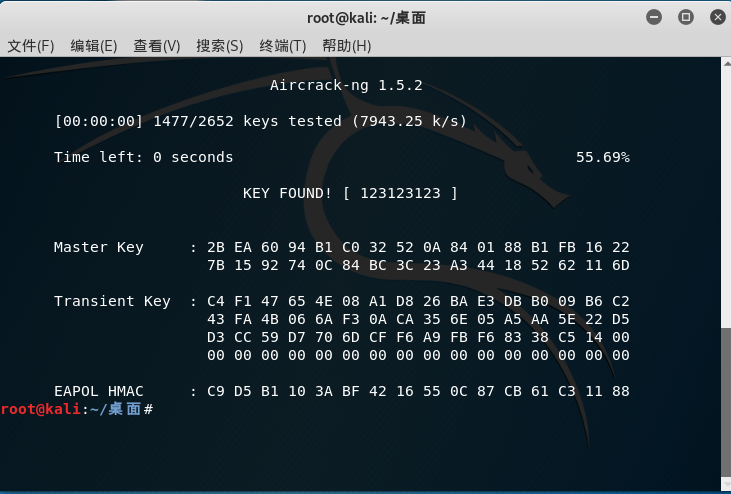 root@kali: ~/桌面
文件(F) 编辑(E) 查看(V) 搜索(S) 终端(T) 帮助(H)
Aircrack-ng 1.5.2
[00:00:00] 1477/2652 keys tested (7943.25 k/s)
Time left: 0 seconds 55.69%
KEY FOUND! [ 123123123 ]
Master Key : 2B EA 60 94 B1 C0 32 52 0A 84 01 88 B1 FB 16 22
7B 15 92 74 0C 84 BC 3C 23 A3 44 18 52 62 11 6D
Transient Key : C4 F1 47 65 4E 08 A1 D8 26 BA E3 DB B0 09 B6 C2
43 FA 4B 06 6A F3 0A CA 35 6E 05 A5 AA 5E 22 D5
D3 CC 59 D7 70 6D CF F6 A9 FB F6 83 38 C5 14 00
00 00 00 00 00 00 00 00 00 00 00 00 00 00 00 00
EAPOL HMAC : C9 D5 B1 10 3A BF 42 16 55 0C 87 CB 61 C3 11 88
root@kali:~/桌面#